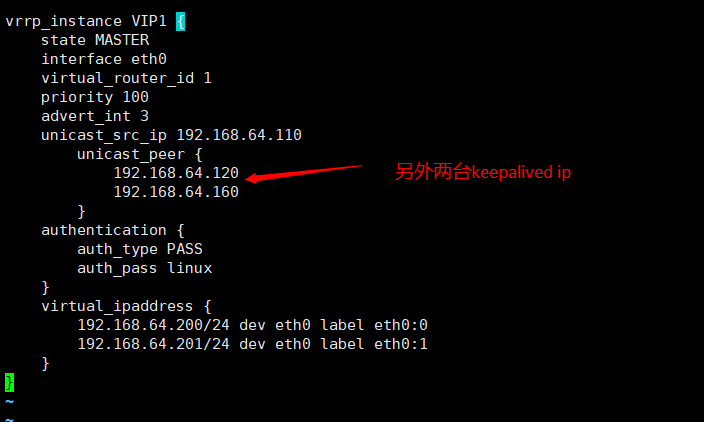 vrrp_instance VIP1 {
    state MASTER
    interface eth0
    virtual_router_id 1
    priority 100
    advert_int 3
    unicast_src_ip 192.168.64.110
        unicast_peer {
            192.168.64.120
            192.168.64.160
        }
另外两台keepalived ip
    authentication {
        auth_type PASS
        auth_pass linux
    }
    virtual_ipaddress {
        192.168.64.200/24 dev eth0 label eth0:0
        192.168.64.201/24 dev eth0 label eth0:1
    }
}
~
~